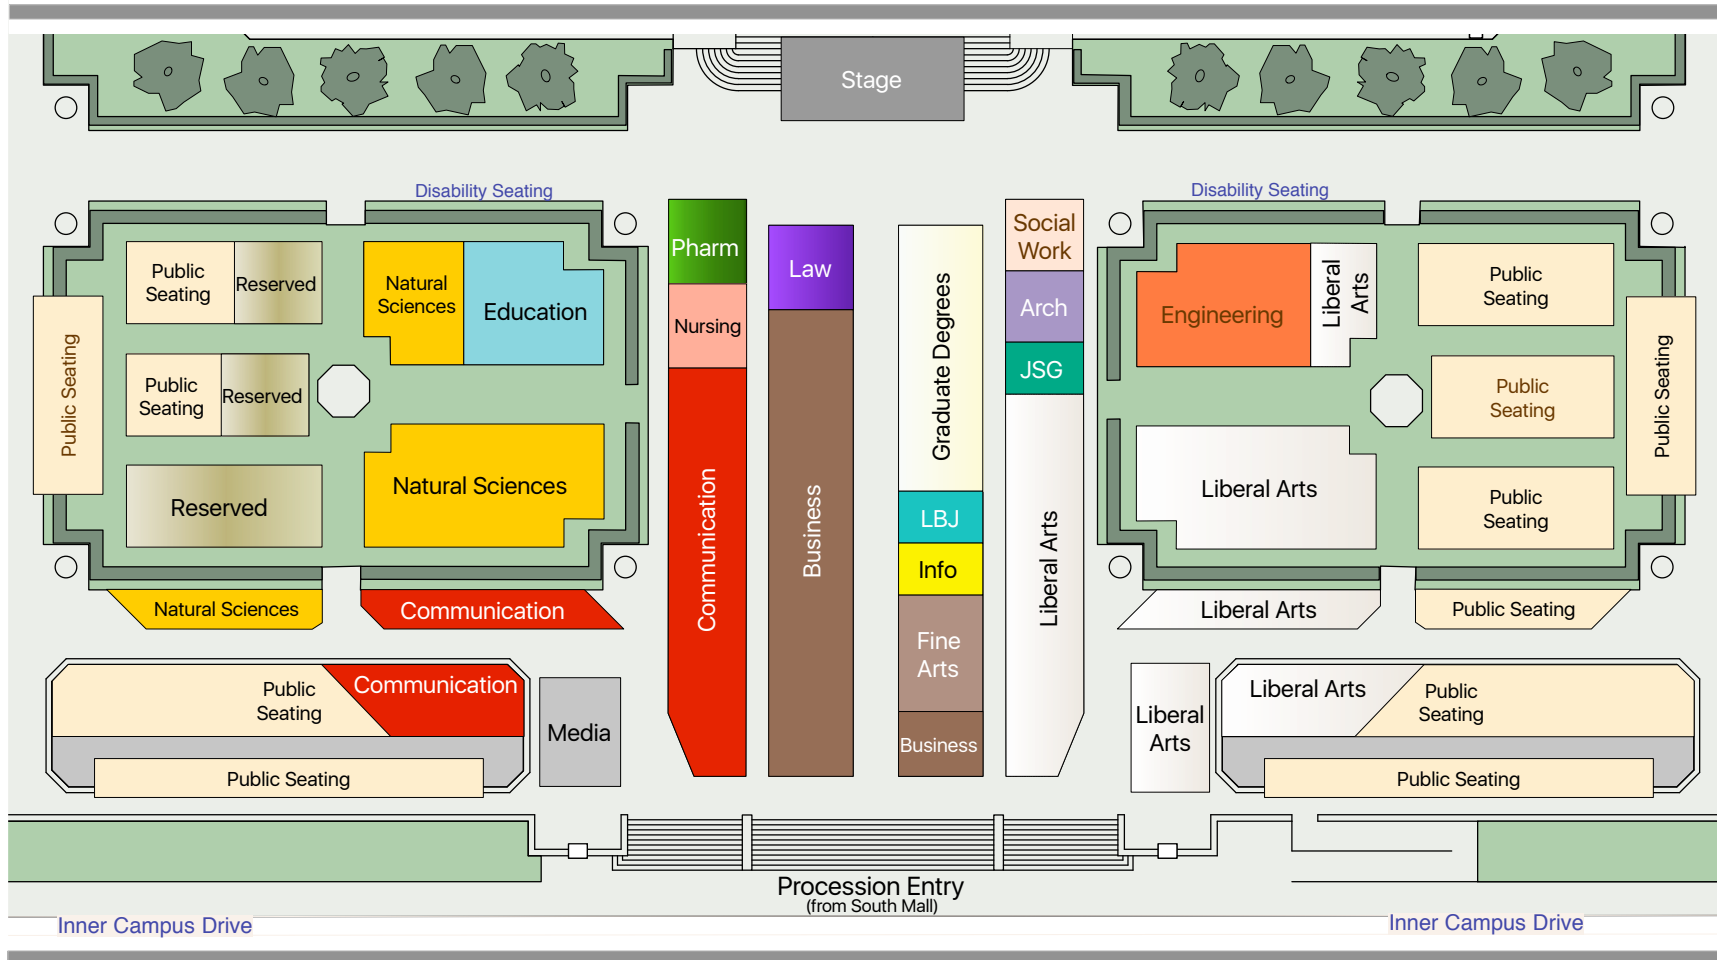 Stage
Disability Seating
Disability Seating
Public
Seating
Reserved
Natural
Sciences
Education
Public
Seating
Reserved
Public Seating
Reserved
Natural Sciences
Natural Sciences
Communication
Public
Seating
Communication
Public Seating
Media
Pharm
Nursing
Communication
Law
Business
Graduate Degrees
LBJ
Info
Fine
Arts
Business
Social
Work
Arch
JSG
Liberal Arts
Engineering
Liberal
Arts
Public
Seating
Public
Seating
Public Seating
Liberal Arts
Public
Seating
Liberal Arts
Public Seating
Liberal
Arts
Liberal Arts
Public
Seating
Public Seating
Procession Entry
(from South Mall)
Inner Campus Drive
Inner Campus Drive